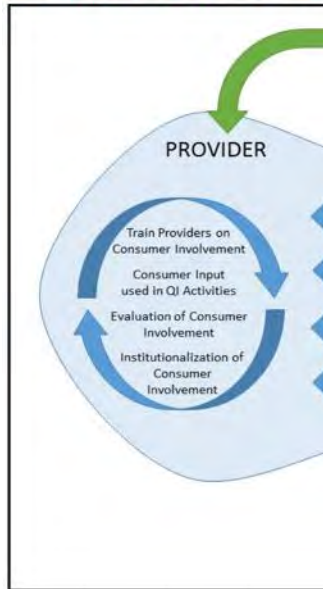 PROVIDER
Train Providers on
Consumer Involvement
Consumer Input
used in QI Activities
Evaluation of Consumer
Involvement
Institutionalization of
Consumer
Involvement